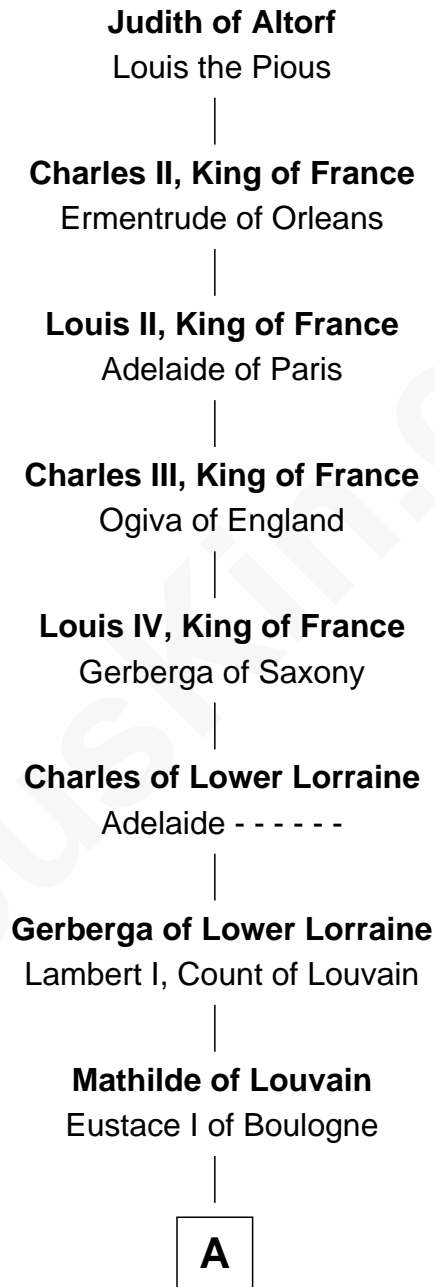 Judith of Altorf
Louis the Pious
Charles II, King of France
Ermentrude of Orleans
Louis II, King of France
Adelaide of Paris
Charles III, King of France
Ogiva of England
Louis IV, King of France
Gerberga of Saxony
Charles of Lower Lorraine
Adelaide - - - - - -
Gerberga of Lower Lorraine
Lambert I, Count of Louvain
Mathilde of Louvain
Eustace I of Boulogne
A